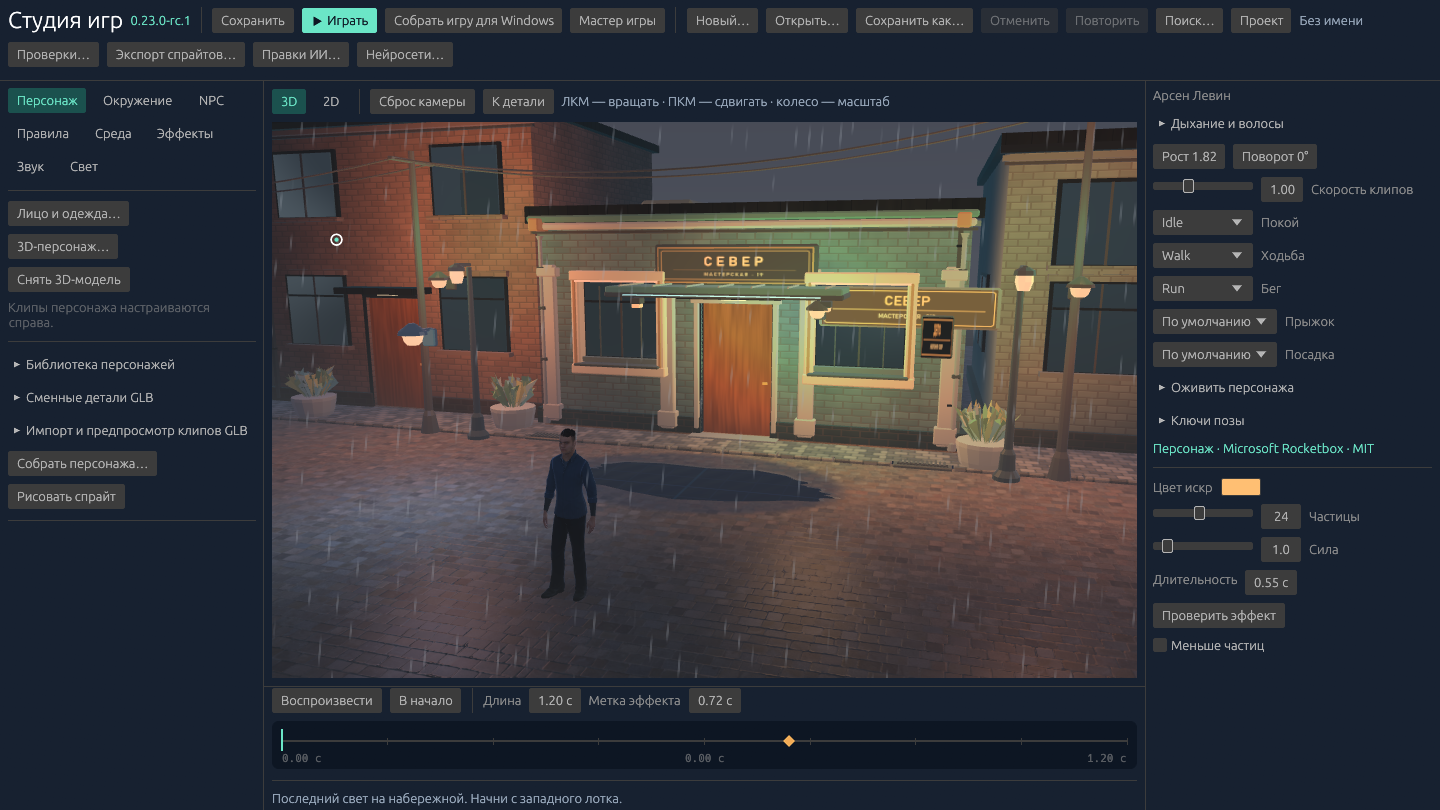 Студия игр 0.23.0-rc.1 Сохранить Играть Собрать игру для Windows Мастер игры Новый… Открыть… Сохранить как… Отменить Повторить Поиск… Проект Без имени
Проверки… Экспорт спрайтов… Правки ИИ… Нейросети…
Персонаж Окружение NPC
Правила Среда Эффекты
Звук Свет
Лицо и одежда…
3D-персонаж…
Снять 3D-модель
Клипы персонажа настраиваются
справа.
Библиотека персонажей
Сменные детали GLB
Импорт и предпросмотр клипов GLB
Собрать персонажа…
Рисовать спрайт
3D 2D Сброс камеры К детали ЛКМ — вращать · ПКМ — сдвигать · колесо — масштаб
СЕВЕР
МАСТЕРСКАЯ · 19
СЕВЕР
Воспроизвести В начало Длина 1.20 с Метка эффекта 0.72 с
0.00 с 0.00 с 1.20 с
Последний свет на набережной. Начни с западного лотка.
Арсен Левин
Дыхание и волосы
Рост 1.82 Поворот 0°
1.00 Скорость клипов
Idle Покой
Walk Ходьба
Run Бег
По умолчанию Прыжок
По умолчанию Посадка
Оживить персонажа
Ключи позы
Персонаж · Microsoft Rocketbox · MIT
Цвет искр
24 Частицы
1.0 Сила
Длительность 0.55 с
Проверить эффект
Меньше частиц